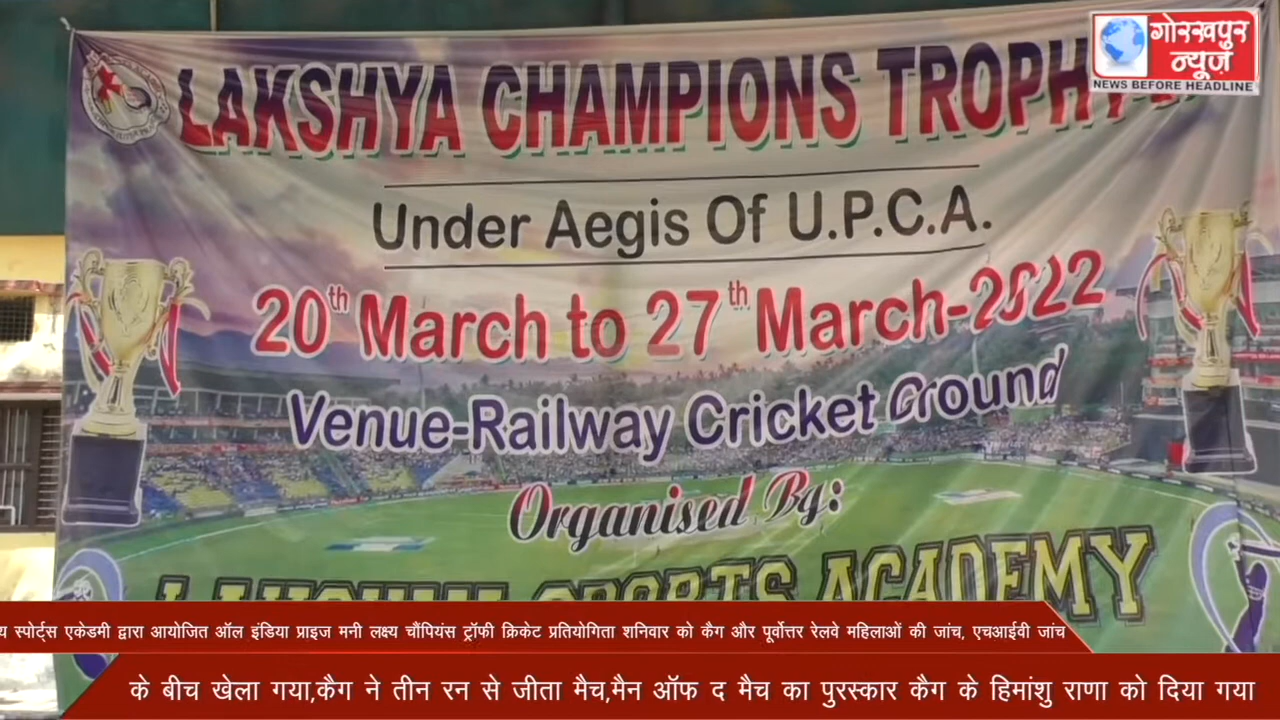 गोरखपुर
न्यूज़
NEWS BEFORE HEADLINE
LAKSHYA CHAMPIONS TROPHY
Under Aegis Of U.P.C.A.
20th March to 27th March-2022
Venue-Railway Cricket Ground
Organised By:
SPORTS ACADEMY
स्पोर्ट्स एकेडमी द्वारा आयोजित ऑल इंडिया प्राइज मनी लक्ष्य चौंपियंस ट्रॉफी क्रिकेट प्रतियोगिता शनिवार को कैग और पूर्वोत्तर रेलवे महिलाओं की जांच, एचआईवी जांच
के बीच खेला गया,कैग ने तीन रन से जीता मैच,मैन ऑफ द मैच का पुरस्कार कैग के हिमांशु राणा को दिया गया